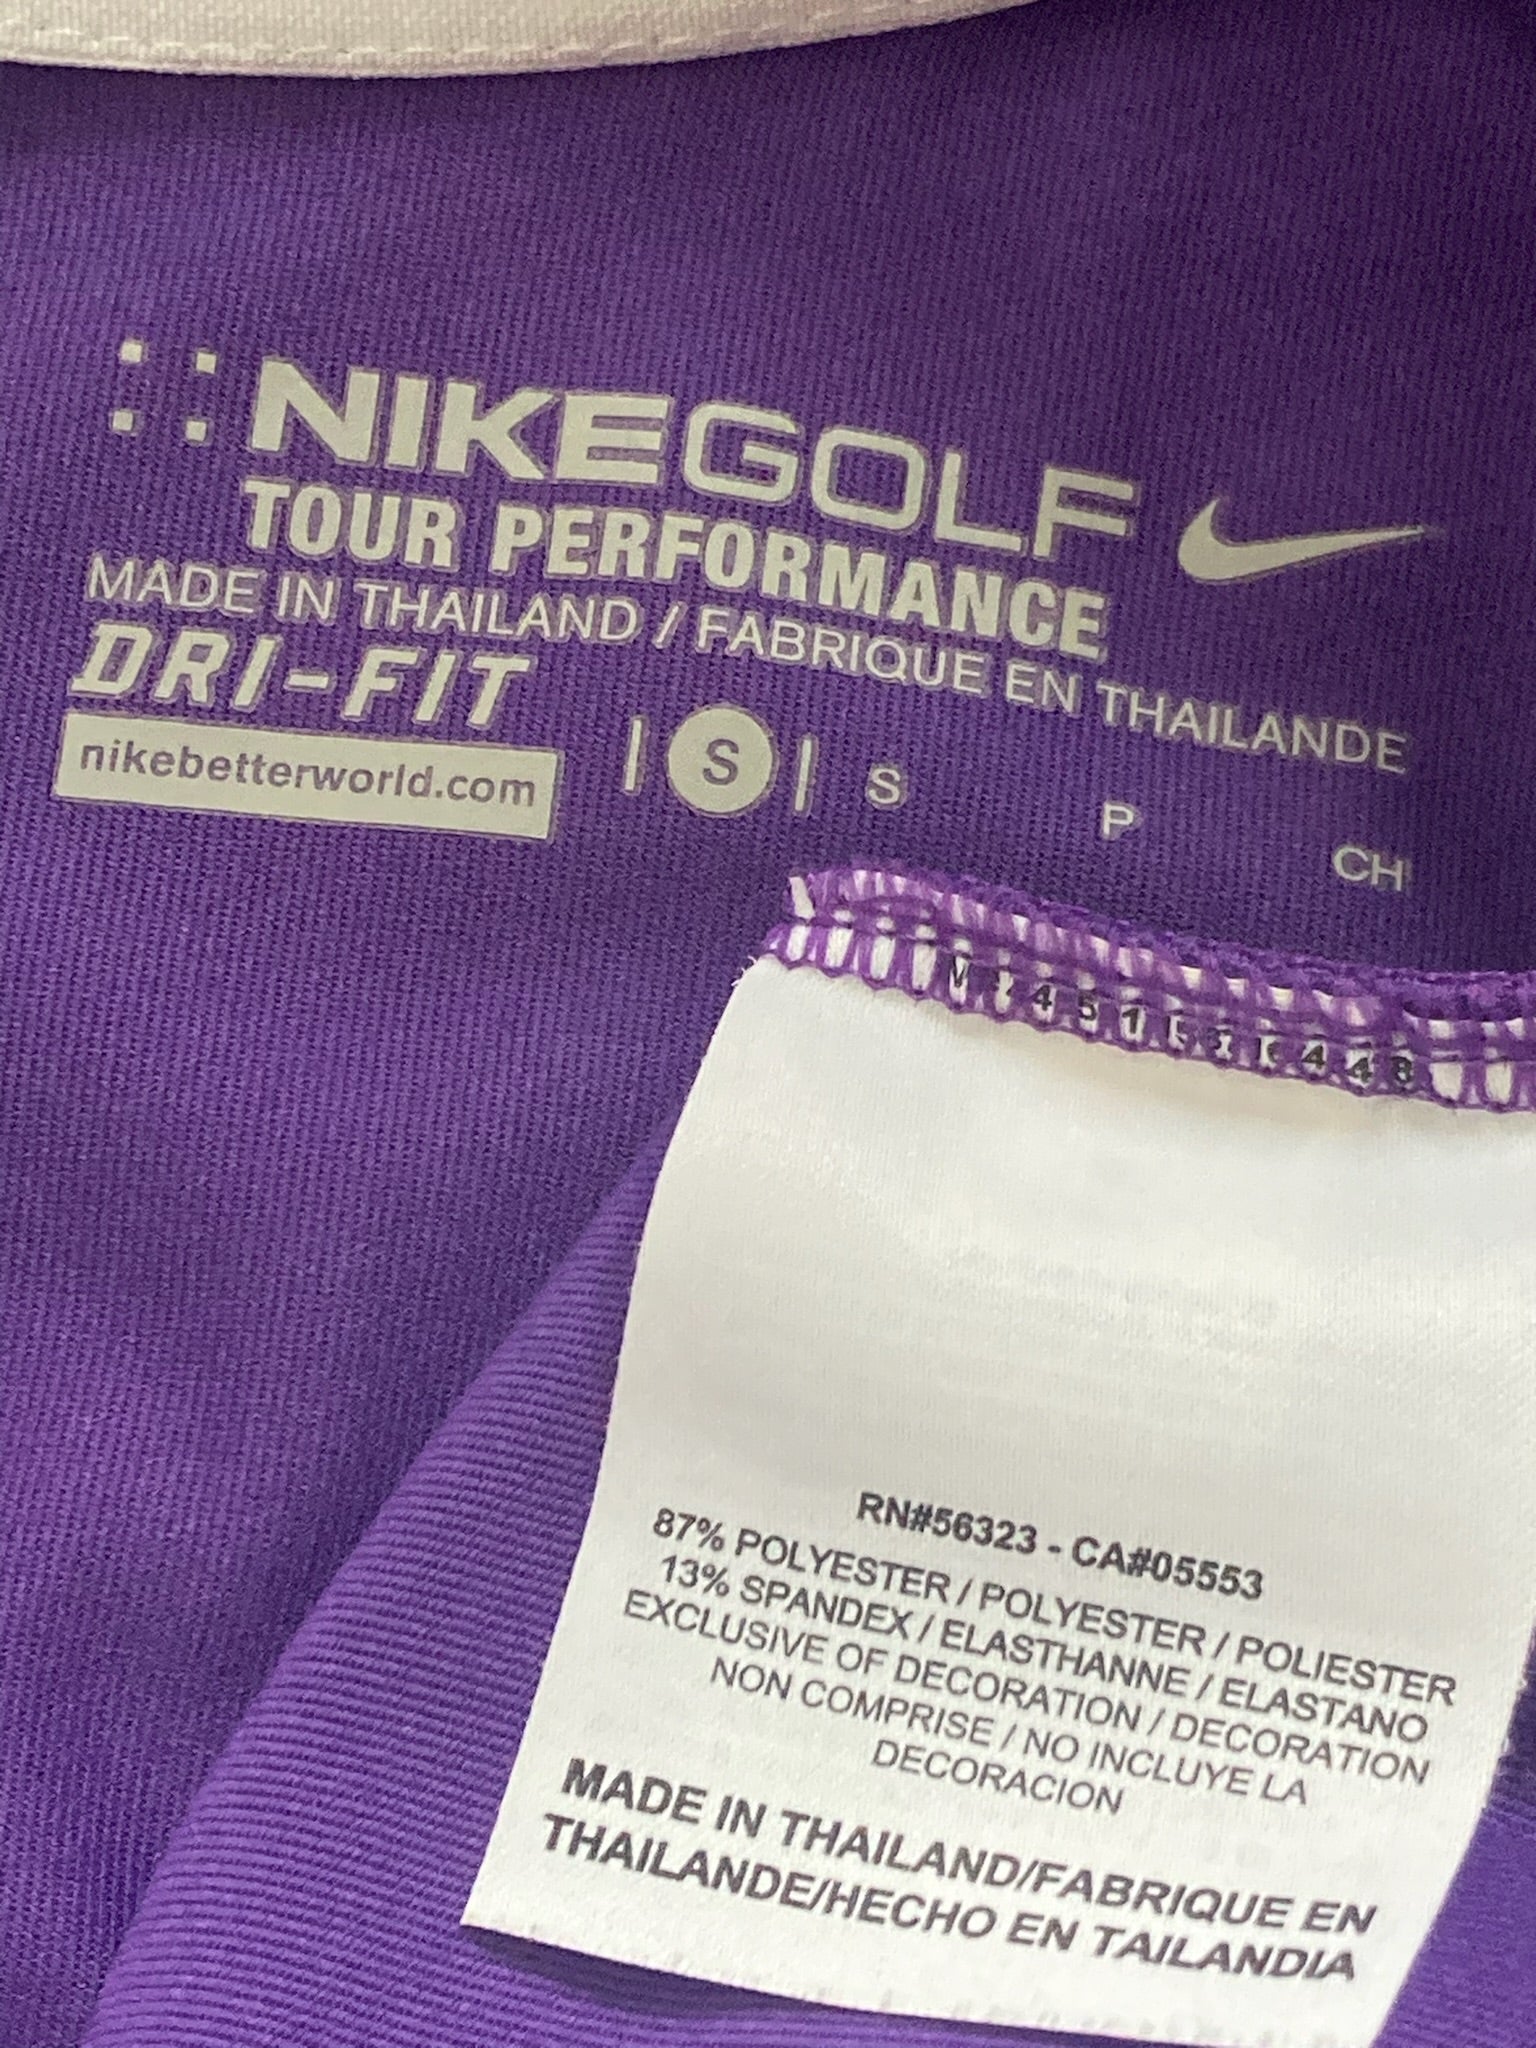 NIKEGOLF
TOUR PERFORMANCE
MADE IN THAILAND / FABRIQUE EN THAILANDE
DRI-FIT
nikebetterworld.com
S S P CH
RN#56323 - CA#05553
87% POLYESTER / POLYESTER / POLIESTER
13% SPANDEX / ELASTHANNE / ELASTANO
EXCLUSIVE OF DECORATION / DECORATION
NON COMPRISE / NO INCLUYE LA
DECORACION
MADE IN THAILAND/FABRIQUE EN
THAILANDE/HECHO EN TAILANDIA